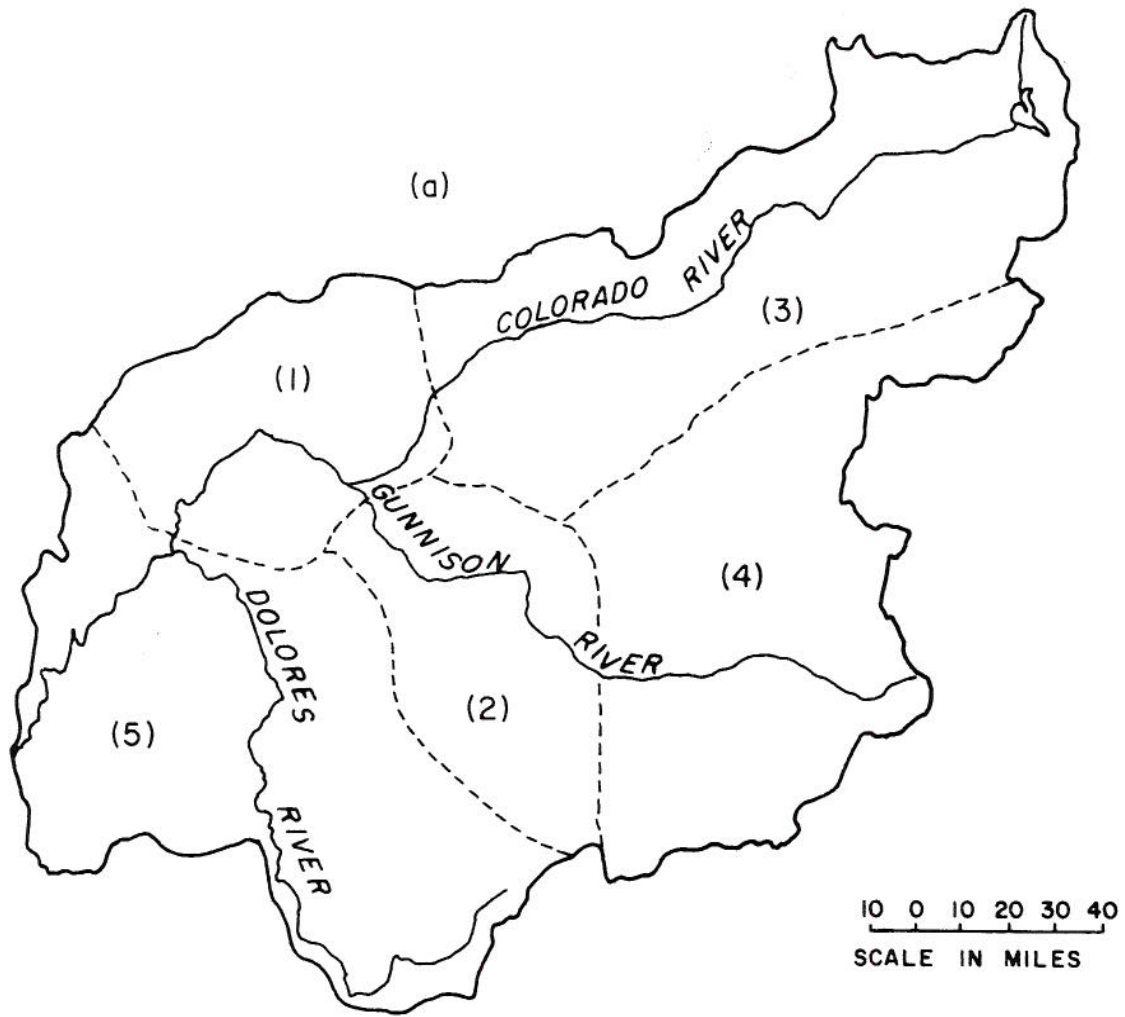 (a)
COLORADO RIVER
(3)
(1)
GUNNISON RIVER
(4)
DOLORES RIVER
(2)
(5)
10 0 10 20 30 40
SCALE IN MILES